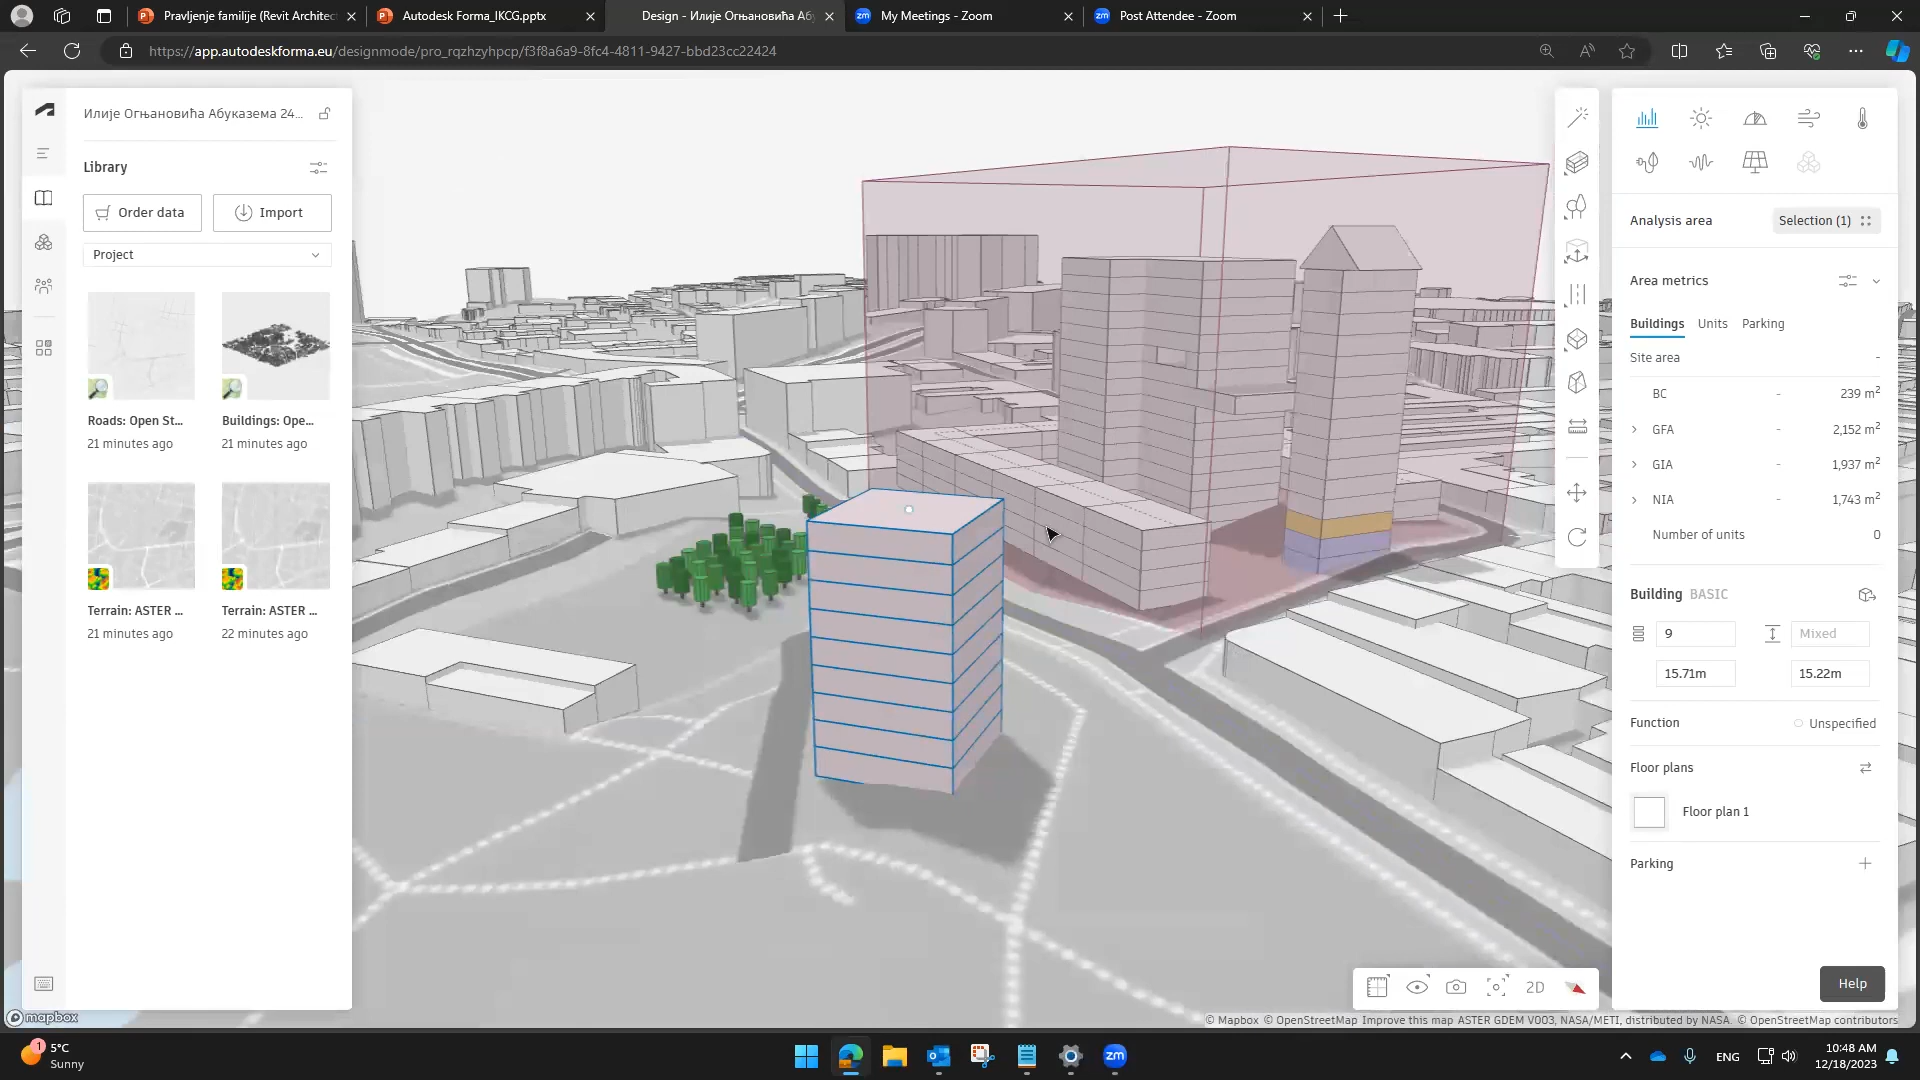 Pravljenje familije (Revit Architec
Autodesk Forma_IKCG.pptx
Design - Илије Огњановића Аб
My Meetings - Zoom
Post Attendee - Zoom
https://app.autodeskforma.eu/designmode/pro_rqzhzyhpcp/f3f8a6a9-8fc4-4811-9427-bbd23cc22424
Илије Огњановића Абуказема 24...
Library
Order data
Import
Project
Roads: Open St...
21 minutes ago
Buildings: Ope...
21 minutes ago
Terrain: ASTER ...
21 minutes ago
Terrain: ASTER ...
22 minutes ago
mapbox
Analysis area
Selection (1)
Area metrics
Buildings Units Parking
Site area -
BC - 239 m²
GFA - 2,152 m²
GIA - 1,937 m²
NIA - 1,743 m²
Number of units 0
Building BASIC
9 Mixed
15.71m 15.22m
Function Unspecified
Floor plans
Floor plan 1
Parking
Help
2D
© Mapbox © OpenStreetMap Improve this map ASTER GDEM V003, NASA/METI, distributed by NASA. © OpenStreetMap contributors
1
5°C
Sunny
zm
ENG
10:48 AM
12/18/2023